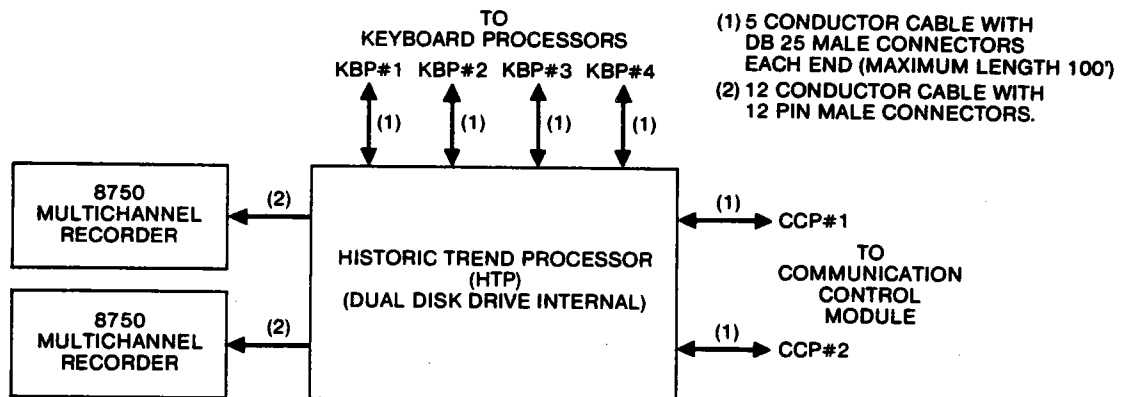 TO
KEYBOARD PROCESSORS
KBP#1 KBP#2 KBP#3 KBP#4
(1) (1) (1) (1)
(1) 5 CONDUCTOR CABLE WITH
DB 25 MALE CONNECTORS
EACH END (MAXIMUM LENGTH 100')
(2) 12 CONDUCTOR CABLE WITH
12 PIN MALE CONNECTORS.
8750
MULTICHANNEL
RECORDER
(2)
8750
MULTICHANNEL
RECORDER
(2)
HISTORIC TREND PROCESSOR
(HTP)
(DUAL DISK DRIVE INTERNAL)
(1)
CCP#1
TO
COMMUNICATION
CONTROL
MODULE
(1)
CCP#2